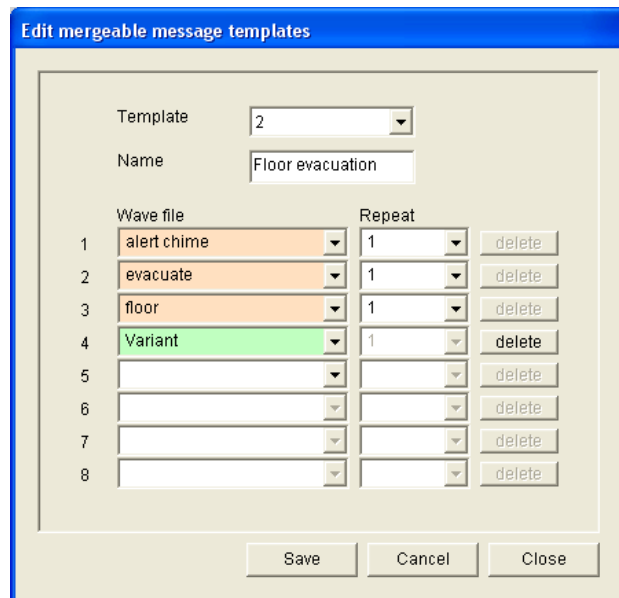 Edit mergeable message templates
Template 2
Name Floor evacuation
Wave file Repeat
1 alert chime 1 delete
2 evacuate 1 delete
3 floor 1 delete
4 Variant 1 delete
5 delete
6 delete
7 delete
8 delete
Save Cancel Close